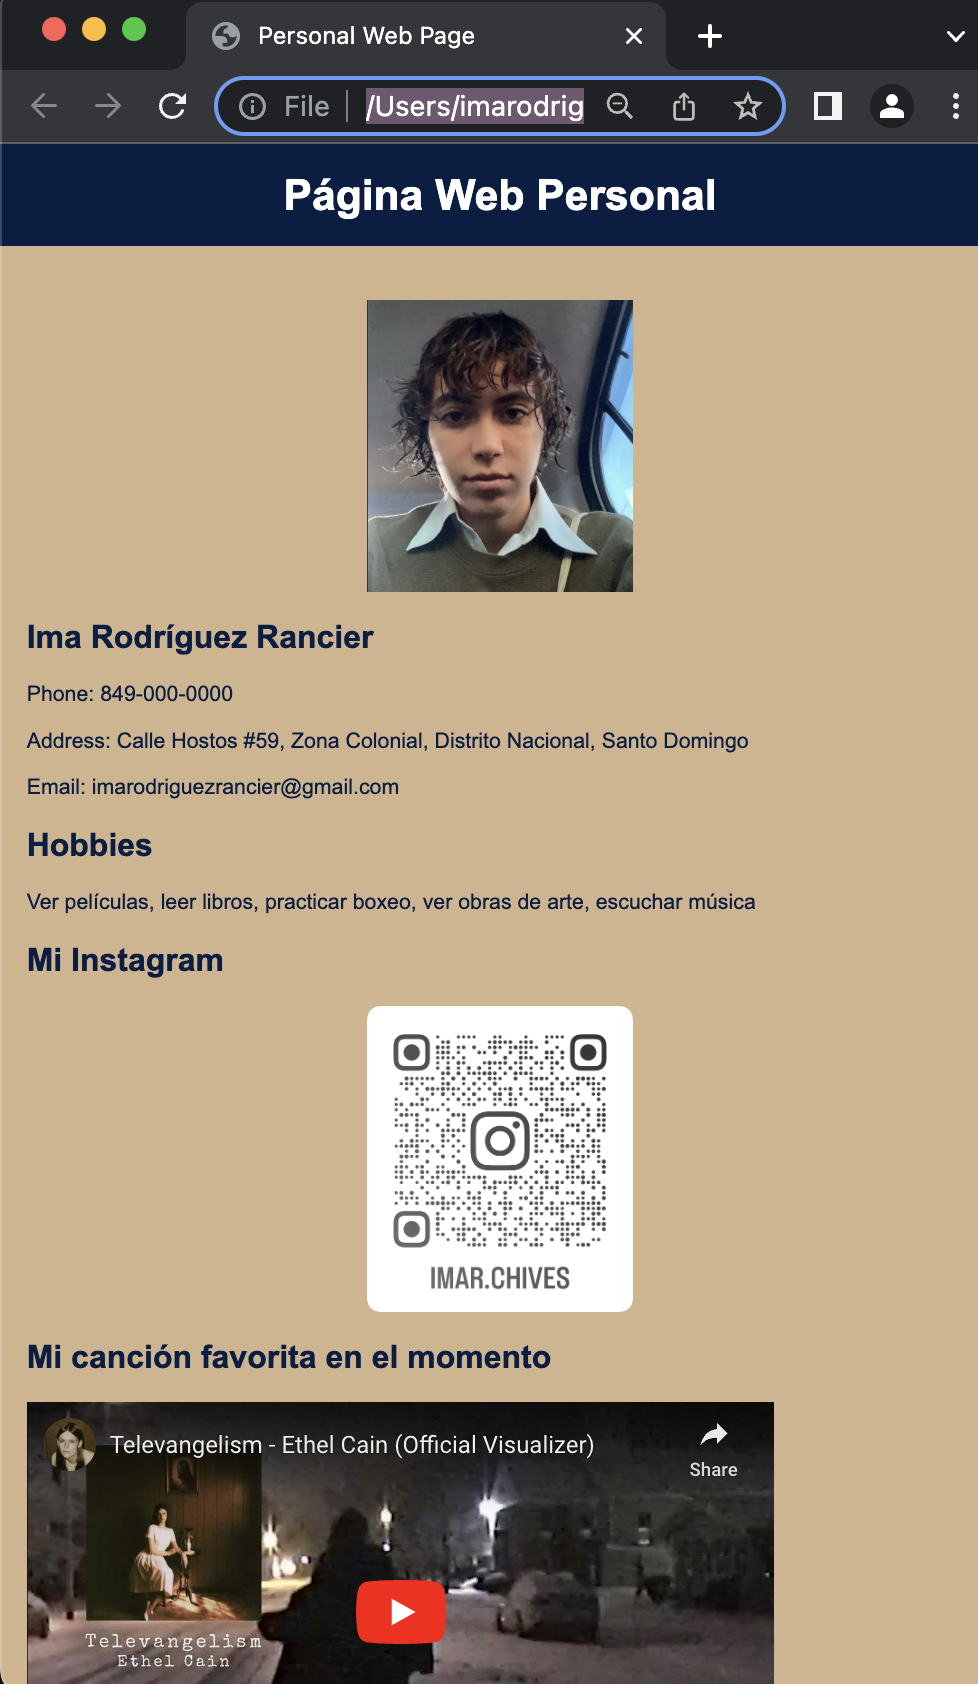 Personal Web Page
File
/Users/imarodrig
Página Web Personal
Ima Rodríguez Rancier
Phone: 849-000-0000
Address: Calle Hostos #59, Zona Colonial, Distrito Nacional, Santo Domingo
Email: imarodriguezrancier@gmail.com
Hobbies
Ver películas, leer libros, practicar boxeo, ver obras de arte, escuchar música
Mi Instagram
IMAR.CHIVES
Mi canción favorita en el momento
Televangelism - Ethel Cain (Official Visualizer)
Share
Televangelism
Ethel Cain